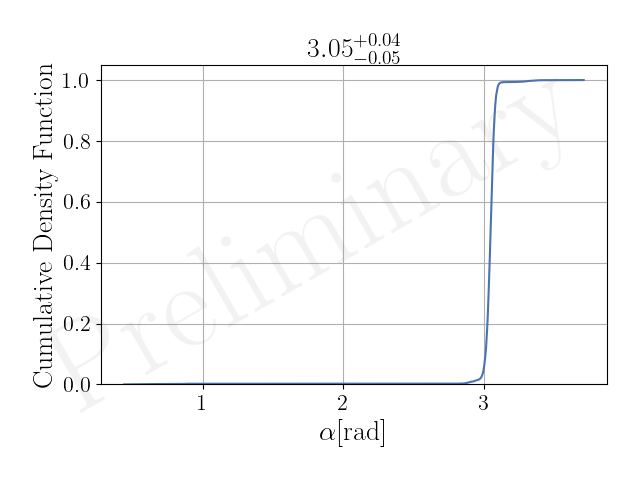 3.05^{+0.04}_{-0.05}
Cumulative Density Function
1.0
0.8
0.6
0.4
0.2
0.0
1 2 3
α[rad]
Preliminary